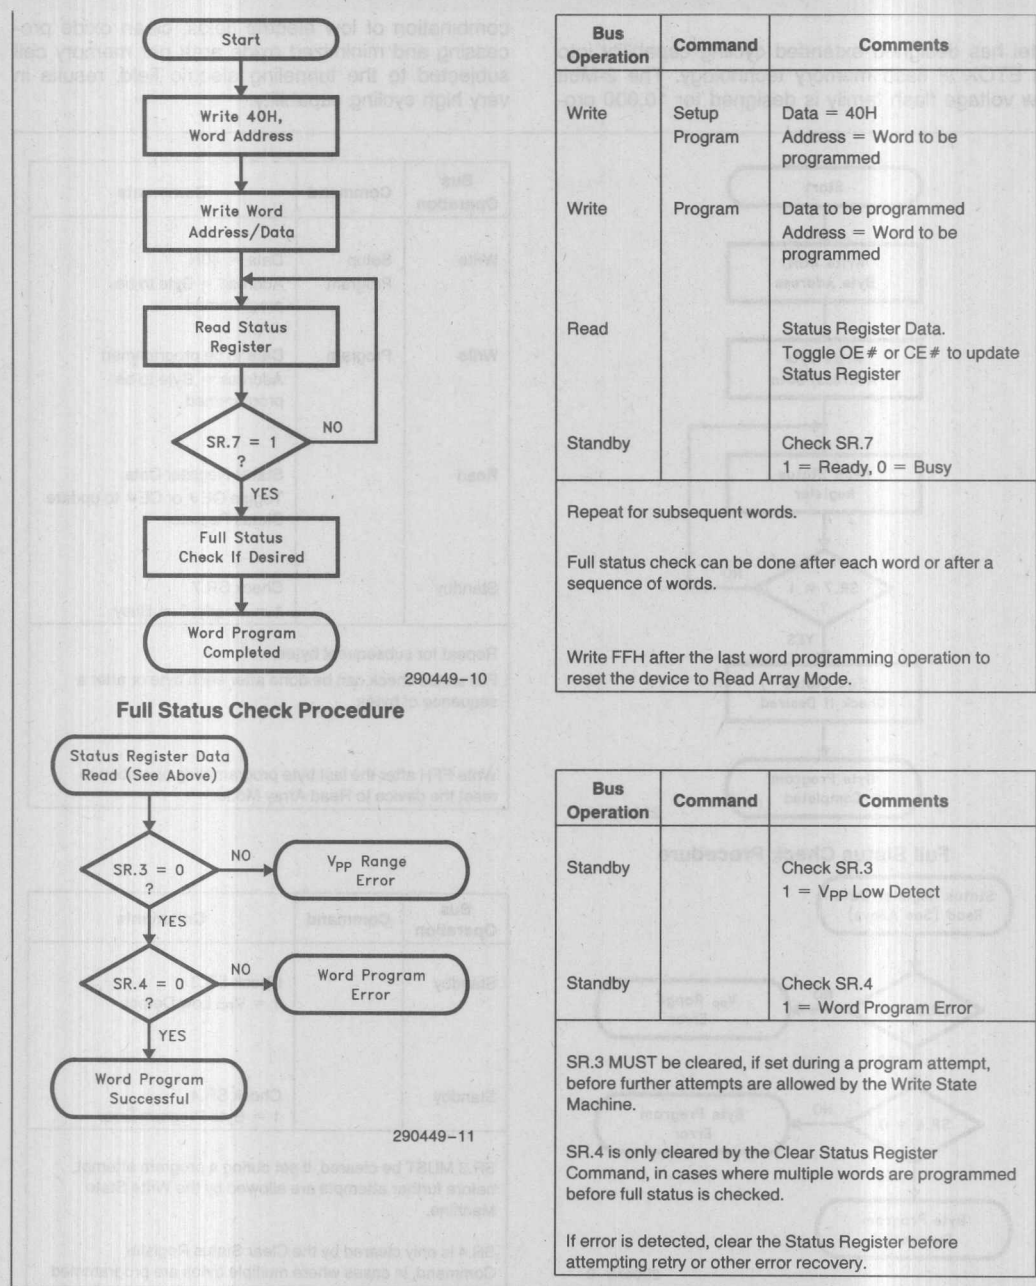 Start
Write 40H,
Word Address
Write Word
Address/Data
Read Status
Register
SR.7 = 1
?
NO
YES
Full Status
Check If Desired
Word Program
Completed
290449-10
Bus
Operation
Command
Comments
Write
Setup
Program
Data = 40H
Address = Word to be
programmed
Write
Program
Data to be programmed
Address = Word to be
programmed
Read
Status Register Data.
Toggle OE# or CE# to update
Status Register
Standby
Check SR.7
1 = Ready, 0 = Busy
Repeat for subsequent words.
Full status check can be done after each word or after a
sequence of words.
Write FFH after the last word programming operation to
reset the device to Read Array Mode.
Full Status Check Procedure
Status Register Data
Read (See Above)
SR.3 = 0
?
NO
VPP Range
Error
YES
SR.4 = 0
?
NO
Word Program
Error
YES
Word Program
Successful
290449-11
Bus
Operation
Command
Comments
Standby
Check SR.3
1 = VPP Low Detect
Standby
Check SR.4
1 = Word Program Error
SR.3 MUST be cleared, if set during a program attempt,
before further attempts are allowed by the Write State
Machine.
SR.4 is only cleared by the Clear Status Register
Command, in cases where multiple words are programmed
before full status is checked.
If error is detected, clear the Status Register before
attempting retry or other error recovery.